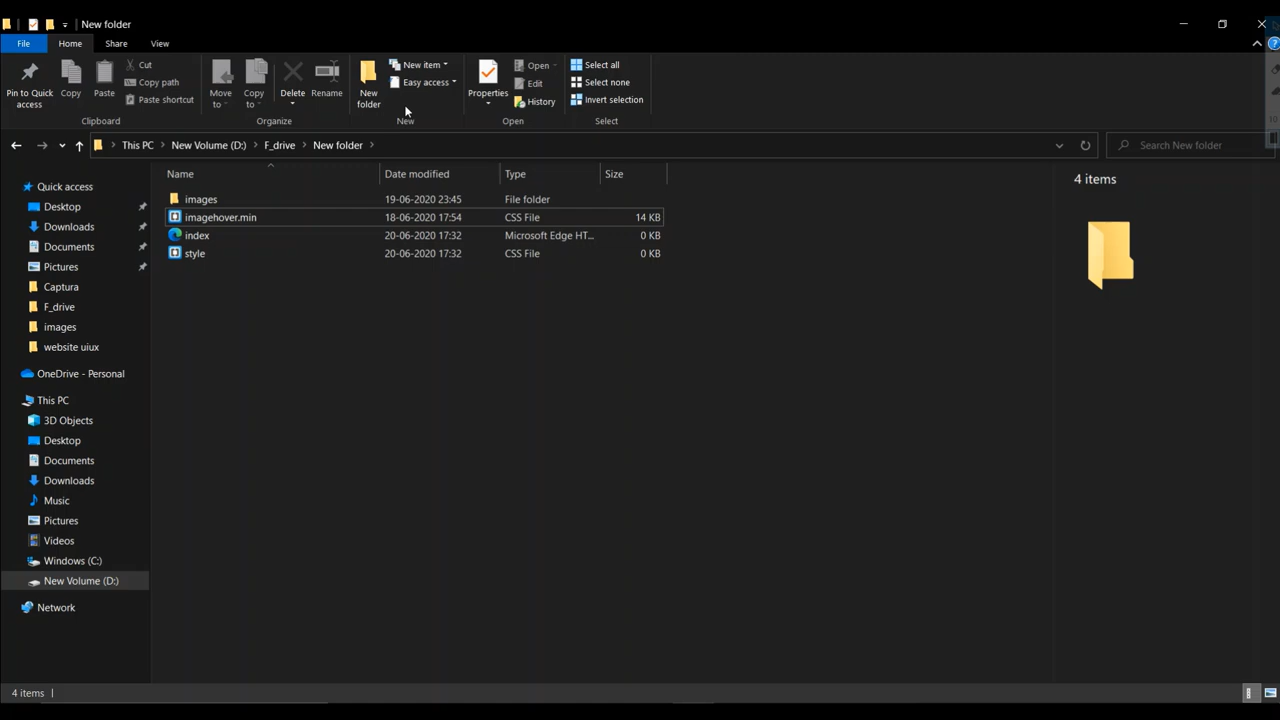 New folder
File Home Share View
Pin to Quick access
Copy
Paste
Cut
Copy path
Paste shortcut
Clipboard
Move to
Copy to
Delete
Rename
Organize
New folder
New item
Easy access
New
Properties
Open
Edit
History
Open
Select all
Select none
Invert selection
Select
This PC New Volume (D:) F_drive New folder
Search New folder
Name Date modified Type Size
images 19-06-2020 23:45 File folder
imagehover.min 18-06-2020 17:54 CSS File 14 KB
index 20-06-2020 17:32 Microsoft Edge HT... 0 KB
style 20-06-2020 17:32 CSS File 0 KB
4 items
Quick access
Desktop
Downloads
Documents
Pictures
Captura
F_drive
images
website uiux
OneDrive - Personal
This PC
3D Objects
Desktop
Documents
Downloads
Music
Pictures
Videos
Windows (C:)
New Volume (D:)
Network
4 items